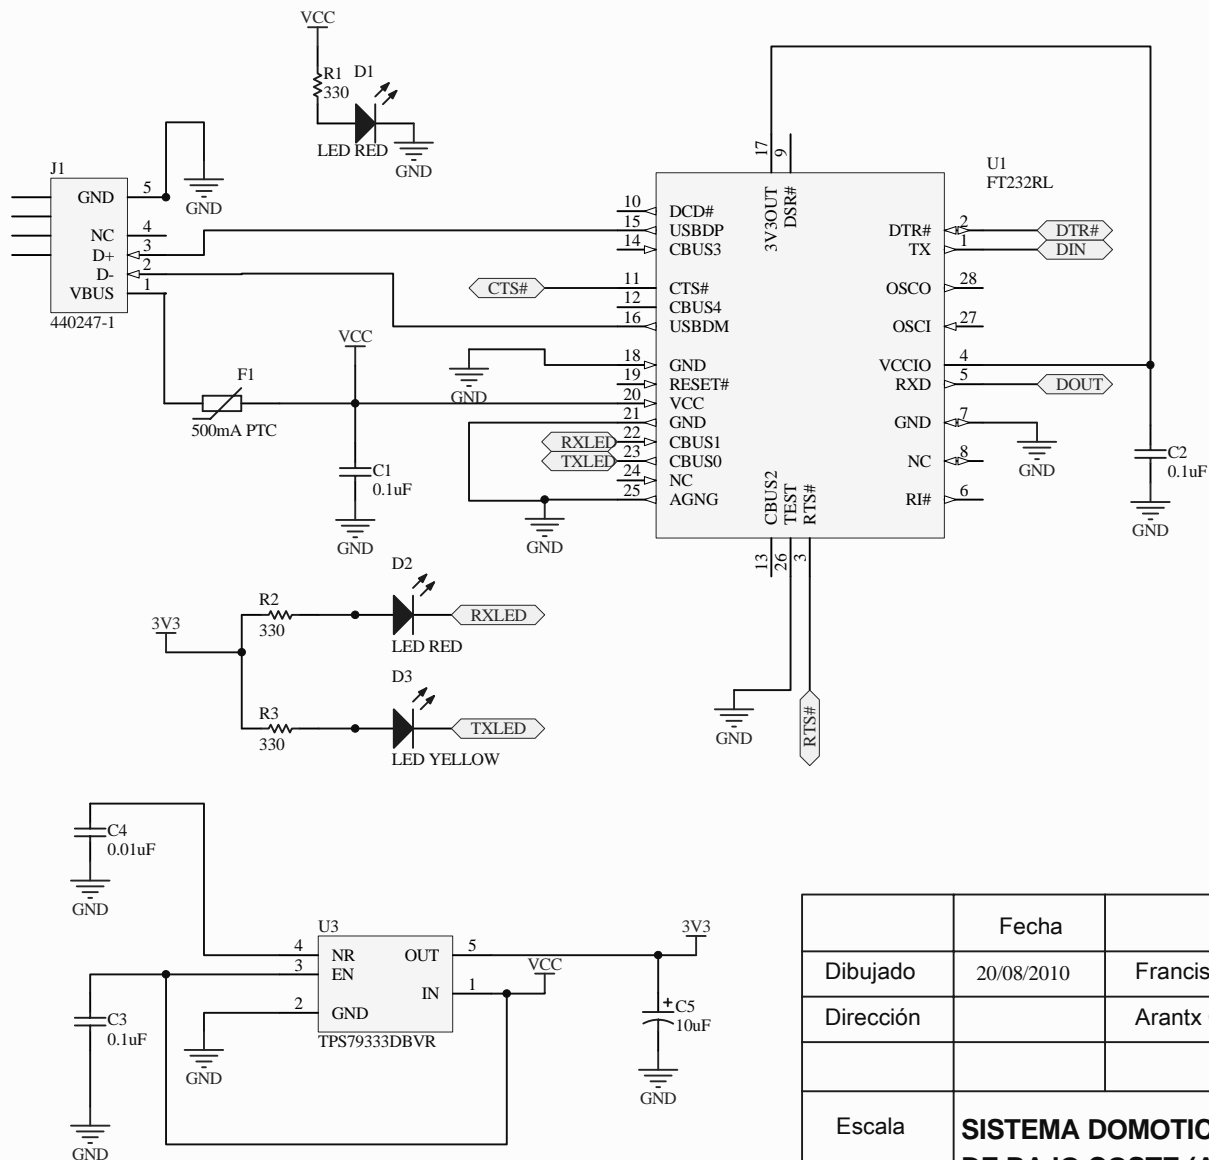 VCC
R1
330
D1
LED RED
GND
J1
GND 5
NC 4
D+ 3
D- 2
VBUS 1
440247-1
GND
F1
500mA PTC
VCC
C1
0.1uF
GND
U1
FT232RL
17 3V3OUT
9 DSR#
10 DCD#
15 USBDP
14 CBUS3
11 CTS#
12 CBUS4
16 USBDM
18 GND
19 RESET#
20 VCC
21 GND
22 CBUS1
23 CBUS0
24 NC
25 AGNG
CTS#
GND
RXLED
TXLED
GND
DTR# 2
TX 1
OSCO 28
OSCI 27
VCCIO 4
RXD 5
GND 7
NC 8
RI# 6
DTR#
DIN
DOUT
GND
C2
0.1uF
GND
CBUS2 13
TEST 26
RTS# 3
GND
RTS#
3V3
R2
330
D2
LED RED
RXLED
R3
330
D3
LED YELLOW
TXLED
C4
0.01uF
GND
C3
0.1uF
GND
U3
4 NR
3 EN
2 GND
OUT 5
IN 1
TPS79333DBVR
GND
VCC
3V3
+ C5
10uF
GND
Fecha
Dibujado 20/08/2010
Dirección Arantx
Escala